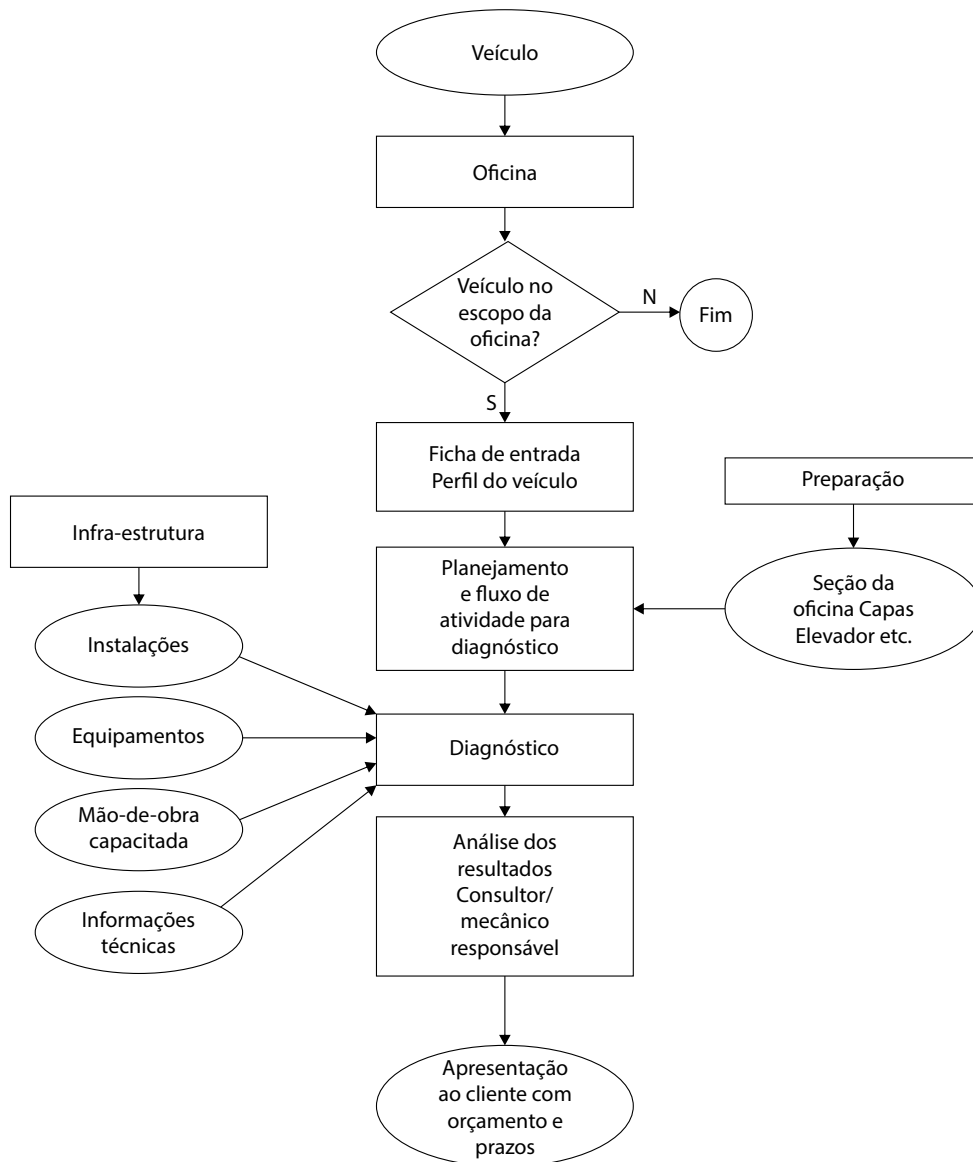 Veículo
Oficina
Veículo no
escopo da
oficina?
N
Fim
S
Ficha de entrada
Perfil do veículo
Preparação
Infra-estrutura
Planejamento
e fluxo de
atividade para
diagnóstico
Seção da
oficina Capas
Elevador etc.
Instalações
Equipamentos
Diagnóstico
Mão-de-obra
capacitada
Análise dos
resultados
Consultor/
mecânico
responsável
Informações
técnicas
Apresentação
ao cliente com
orçamento e
prazos